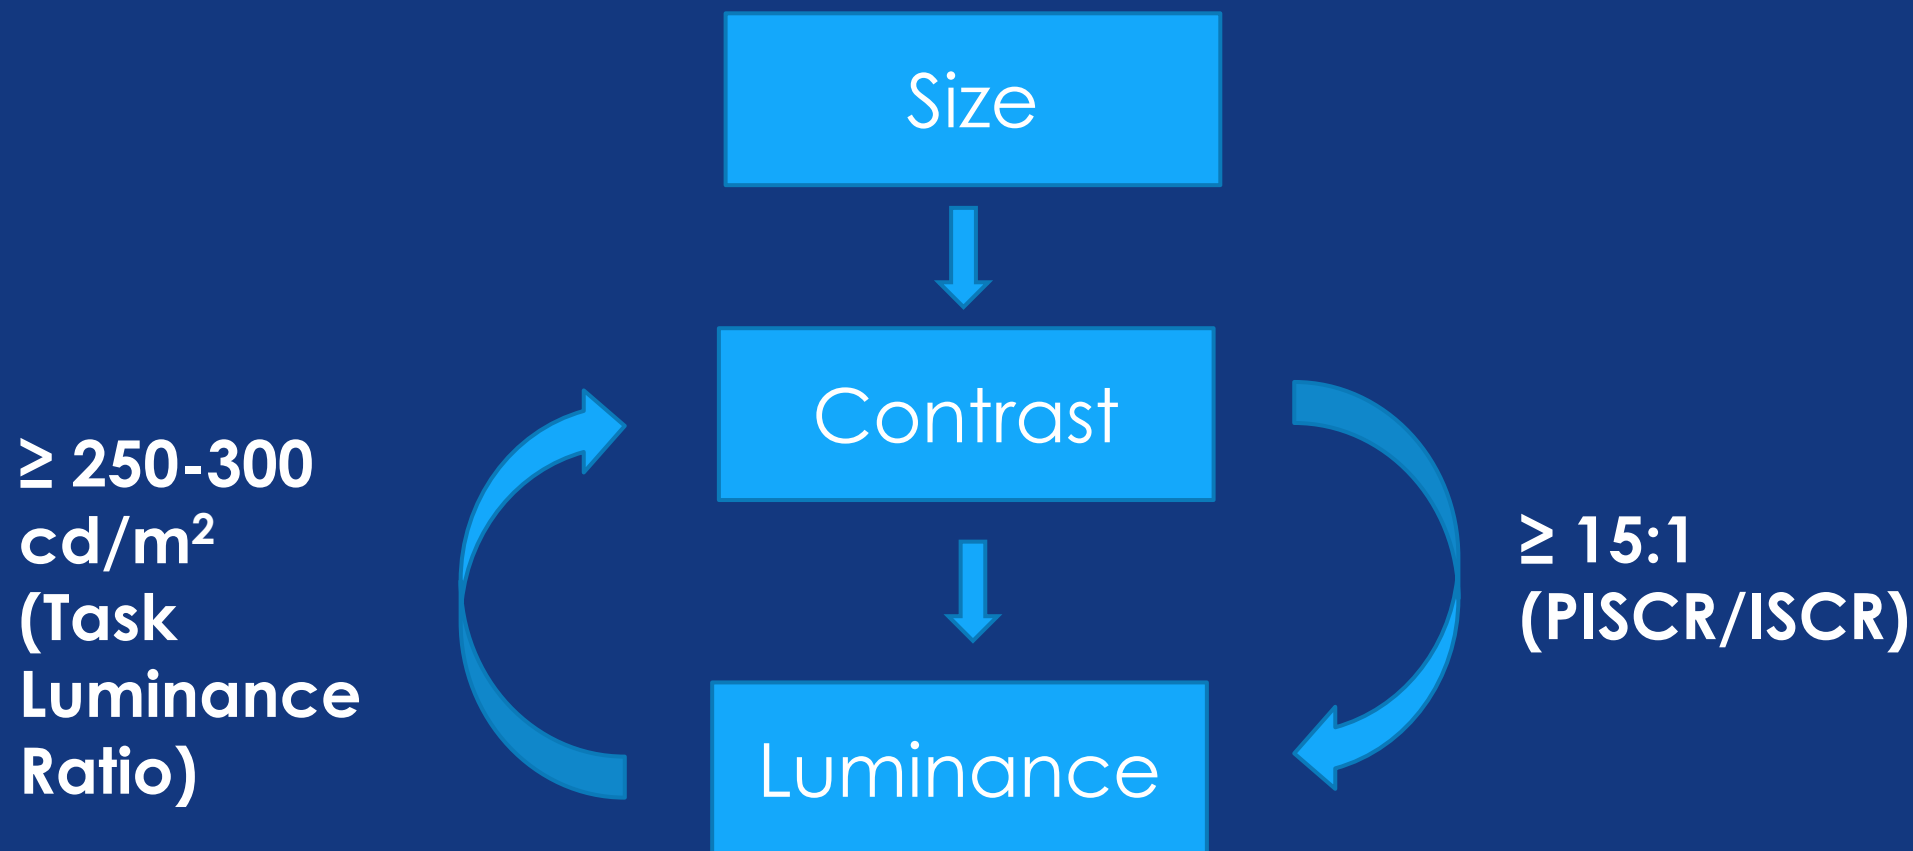 Size
Contrast
≥ 250-300
cd/m²
(Task
Luminance
Ratio)
≥ 15:1
(PISCR/ISCR)
Luminance